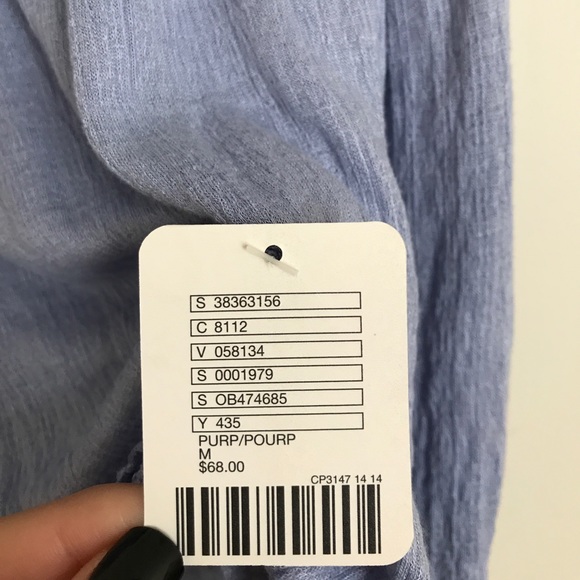 S 38363156
C 8112
V 058134
S 0001979
S OB474685
Y 435
PURP/POURP
M
$68.00
CP3147 14 14